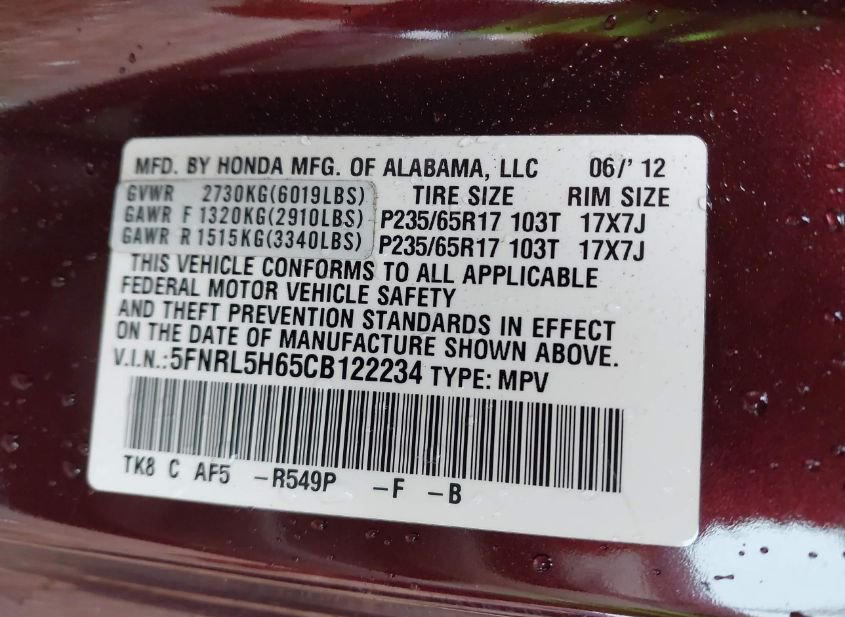 MFD. BY HONDA MFG. OF ALABAMA, LLC 06/' 12
GVWR 2730KG(6019LBS) TIRE SIZE RIM SIZE
GAWR F 1320KG(2910LBS) P235/65R17 103T 17X7J
GAWR R 1515KG(3340LBS) P235/65R17 103T 17X7J
THIS VEHICLE CONFORMS TO ALL APPLICABLE
FEDERAL MOTOR VEHICLE SAFETY
AND THEFT PREVENTION STANDARDS IN EFFECT
ON THE DATE OF MANUFACTURE SHOWN ABOVE.
V.I.N.:5FNRL5H65CB122234 TYPE: MPV
TK8 C AF5 -R549P -F -B